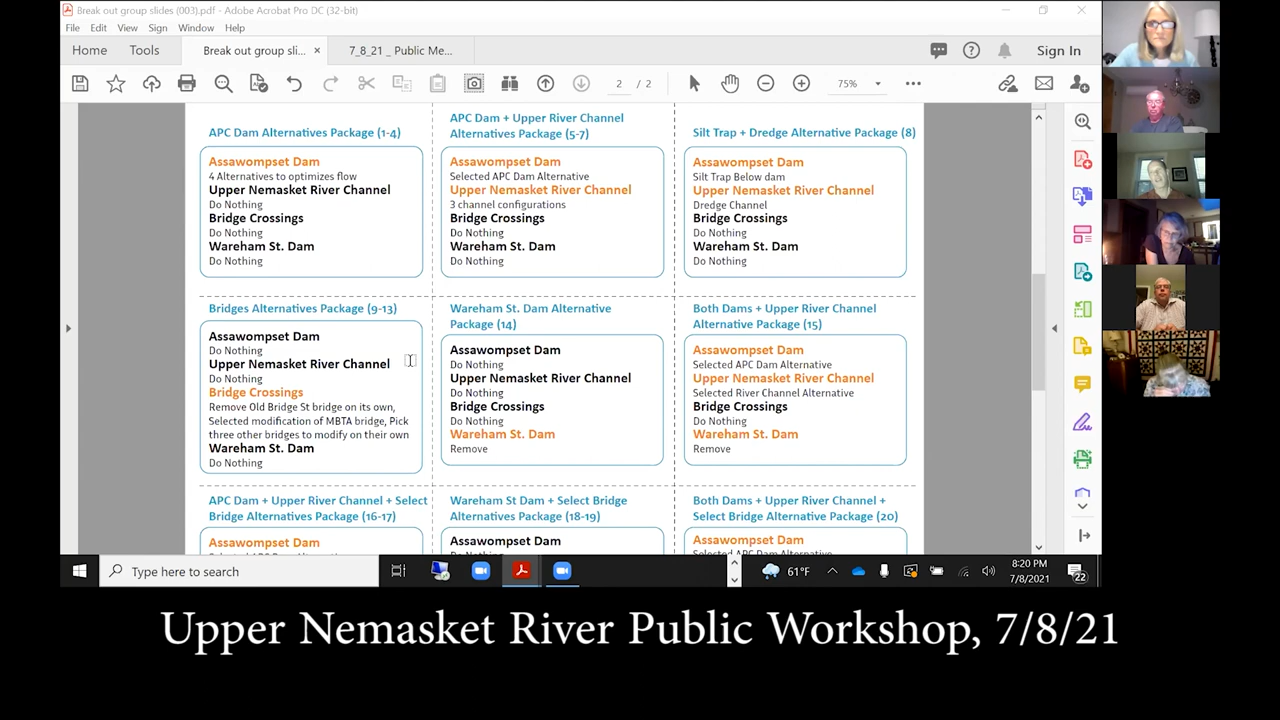 Break out group slides (003).pdf - Adobe Acrobat Pro DC (32-bit)
File Edit View Sign Window Help
Home Tools Break out group sli... × 7_8_21 _ Public Me... Sign In
2 / 2 75%
APC Dam Alternatives Package (1-4)
Assawompset Dam
4 Alternatives to optimizes flow
Upper Nemasket River Channel
Do Nothing
Bridge Crossings
Do Nothing
Wareham St. Dam
Do Nothing
APC Dam + Upper River Channel
Alternatives Package (5-7)
Assawompset Dam
Selected APC Dam Alternative
Upper Nemasket River Channel
3 channel configurations
Bridge Crossings
Do Nothing
Wareham St. Dam
Do Nothing
Silt Trap + Dredge Alternative Package (8)
Assawompset Dam
Silt Trap Below dam
Upper Nemasket River Channel
Dredge Channel
Bridge Crossings
Do Nothing
Wareham St. Dam
Do Nothing
Bridges Alternatives Package (9-13)
Assawompset Dam
Do Nothing
Upper Nemasket River Channel
Do Nothing
Bridge Crossings
Remove Old Bridge St bridge on its own,
Selected modification of MBTA bridge, Pick
three other bridges to modify on their own
Wareham St. Dam
Do Nothing
Wareham St. Dam Alternative
Package (14)
Assawompset Dam
Do Nothing
Upper Nemasket River Channel
Do Nothing
Bridge Crossings
Do Nothing
Wareham St. Dam
Remove
Both Dams + Upper River Channel
Alternative Package (15)
Assawompset Dam
Selected APC Dam Alternative
Upper Nemasket River Channel
Selected River Channel Alternative
Bridge Crossings
Do Nothing
Wareham St. Dam
Remove
APC Dam + Upper River Channel + Select
Bridge Alternatives Package (16-17)
Assawompset Dam
Wareham St Dam + Select Bridge
Alternatives Package (18-19)
Assawompset Dam
Both Dams + Upper River Channel +
Select Bridge Alternative Package (20)
Assawompset Dam
Selected APC Dam Alternative
Type here to search
61°F
8:20 PM
7/8/2021
22
Upper Nemasket River Public Workshop, 7/8/21